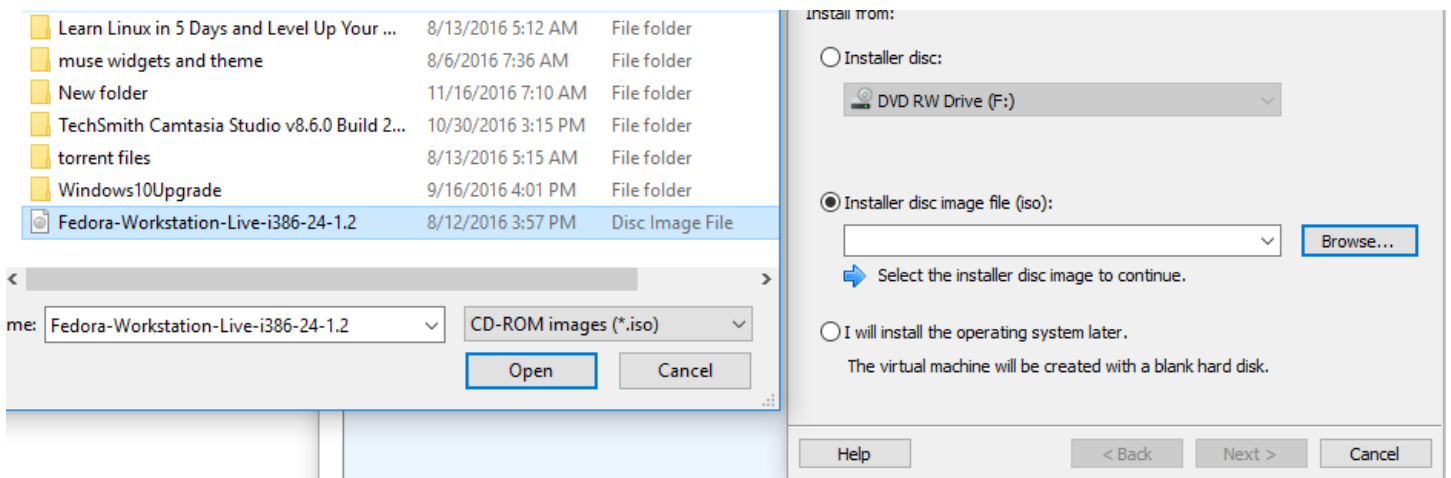 Learn Linux in 5 Days and Level Up Your ... 8/13/2016 5:12 AM File folder
muse widgets and theme 8/6/2016 7:36 AM File folder
New folder 11/16/2016 7:10 AM File folder
TechSmith Camtasia Studio v8.6.0 Build 2... 10/30/2016 3:15 PM File folder
torrent files 8/13/2016 5:15 AM File folder
Windows10Upgrade 9/16/2016 4:01 PM File folder
Fedora-Workstation-Live-i386-24-1.2 8/12/2016 3:57 PM Disc Image File
me: Fedora-Workstation-Live-i386-24-1.2 CD-ROM images (*.iso)
Open Cancel
Install from:
Installer disc:
DVD RW Drive (F:)
Installer disc image file (iso):
Browse...
Select the installer disc image to continue.
I will install the operating system later.
The virtual machine will be created with a blank hard disk.
Help < Back Next > Cancel